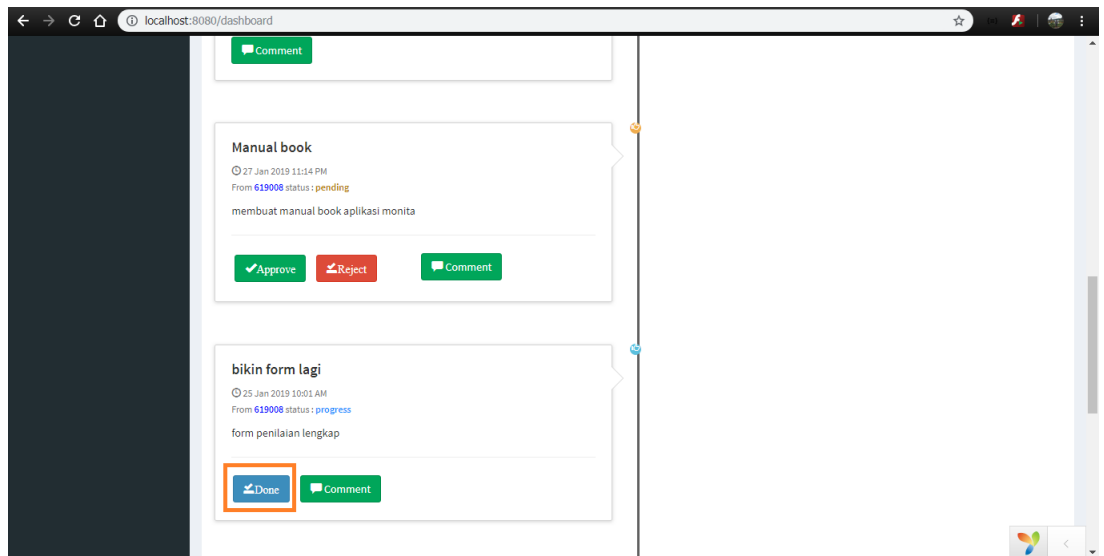 localhost:8080/dashboard
Comment
Manual book
27 Jan 2019 11:14 PM
From 619008 status : pending
membuat manual book aplikasi monita
Approve Reject Comment
bikin form lagi
25 Jan 2019 10:01 AM
From 619008 status : progress
form penilaian lengkap
Done Comment